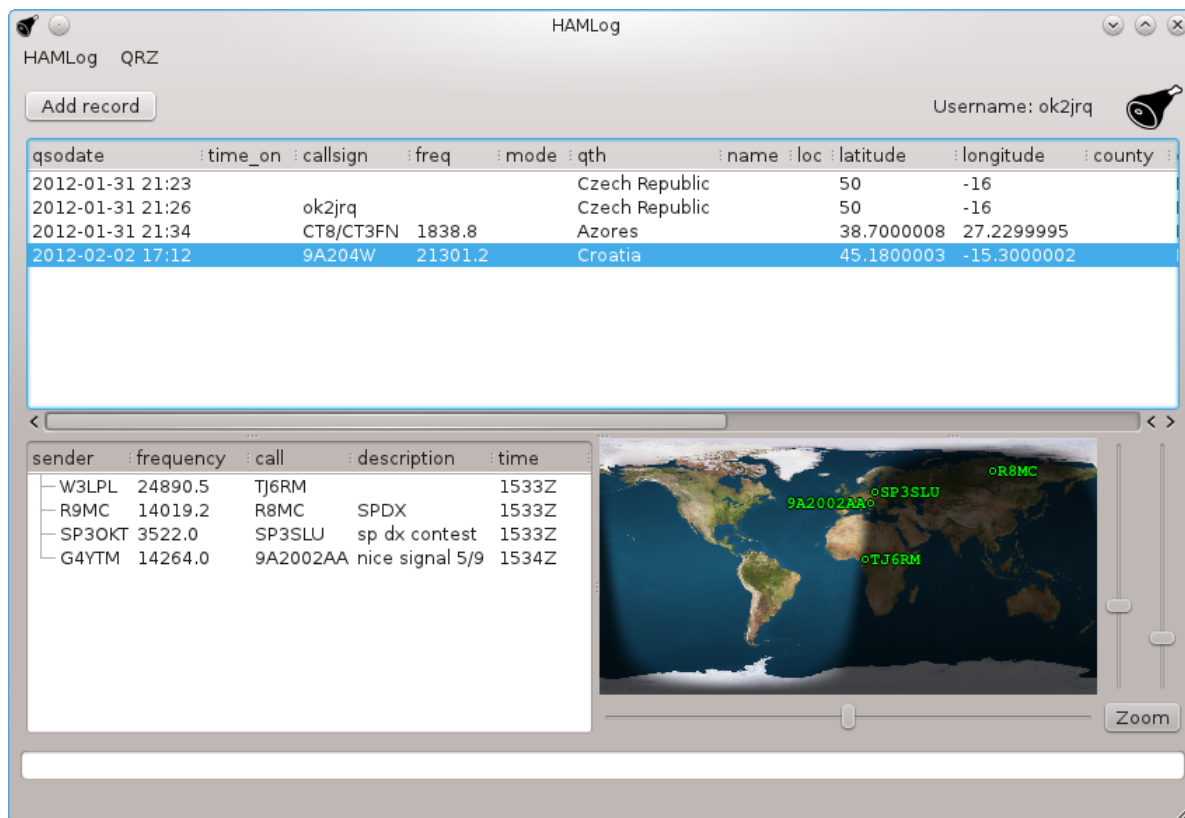 HAMLog
HAMLog QRZ
Add record Username: ok2jrq
qsodate time_on callsign freq mode qth name loc latitude longitude county
2012-01-31 21:23 Czech Republic 50 -16
2012-01-31 21:26 ok2jrq Czech Republic 50 -16
2012-01-31 21:34 CT8/CT3FN 1838.8 Azores 38.7000008 27.2299995
2012-02-02 17:12 9A204W 21301.2 Croatia 45.1800003 -15.3000002
sender frequency call description time
W3LPL 24890.5 TJ6RM 1533Z
R9MC 14019.2 R8MC SPDX 1533Z
SP3OKT 3522.0 SP3SLU sp dx contest 1533Z
G4YTM 14264.0 9A2002AA nice signal 5/9 1534Z
R8MC
SP3SLU
9A2002AA
TJ6RM
Zoom